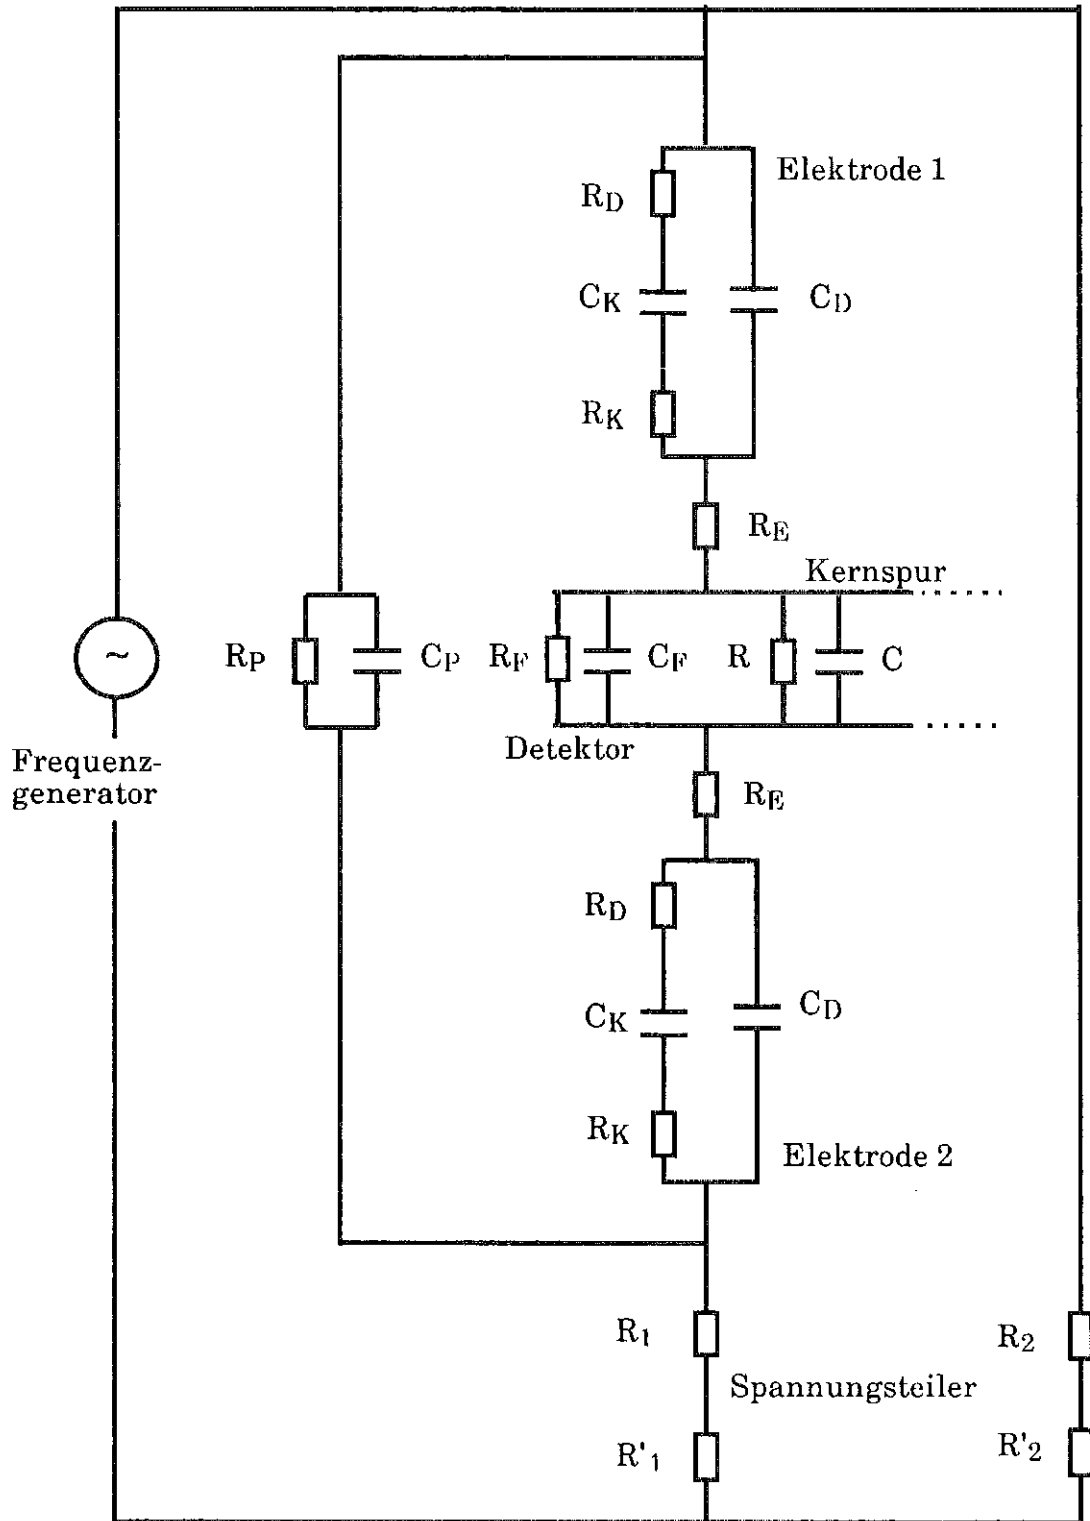 Elektrode 1
R_D
C_K
C_D
R_K
R_E
Kernspur
~
R_P
C_P
R_F
C_F
R
C
Detektor
Frequenz-
generator
R_E
R_D
C_K
C_D
R_K
Elektrode 2
R_1
R_2
Spannungsteiler
R'_1
R'_2